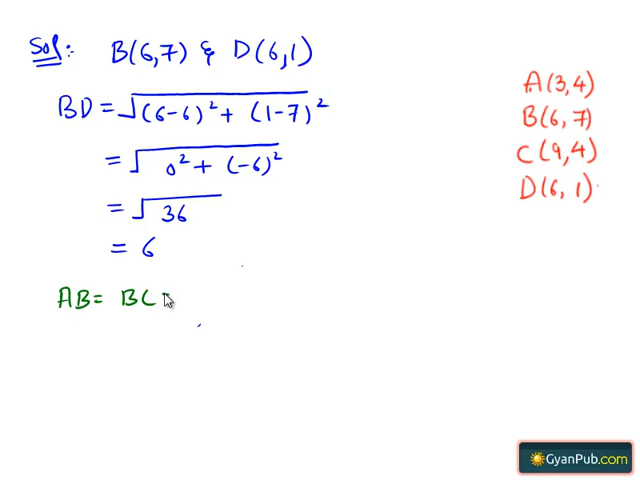 Sol:
B(6,7) & D(6,1)
BD = √(6-6)² + (1-7)²
= √0² + (-6)²
= √36
= 6
AB = BC =
A(3,4)
B(6,7)
C(9,4)
D(6,1)
GyanPub.com